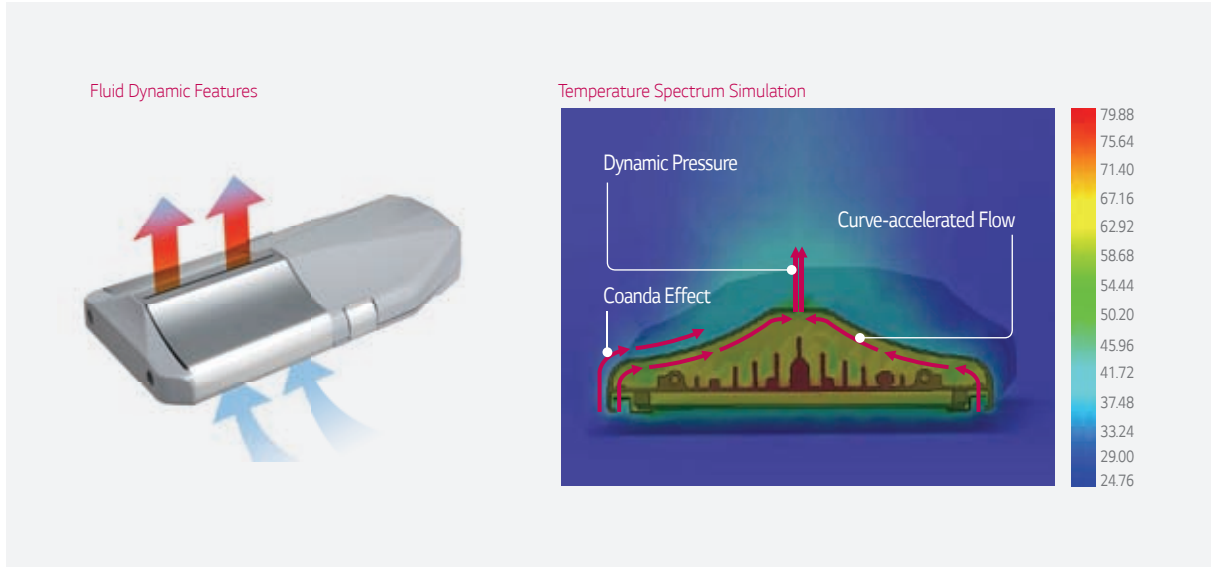 Fluid Dynamic Features
Temperature Spectrum Simulation
Dynamic Pressure
Curve-accelerated Flow
Coanda Effect
79.88
75.64
71.40
67.16
62.92
58.68
54.44
50.20
45.96
41.72
37.48
33.24
29.00
24.76